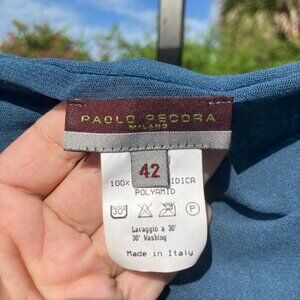 PAOLO PECORA
MILANO
42
100%
POLYAMID
30°
P
Lavaggio a 30°
30° Washing
Made in Italy